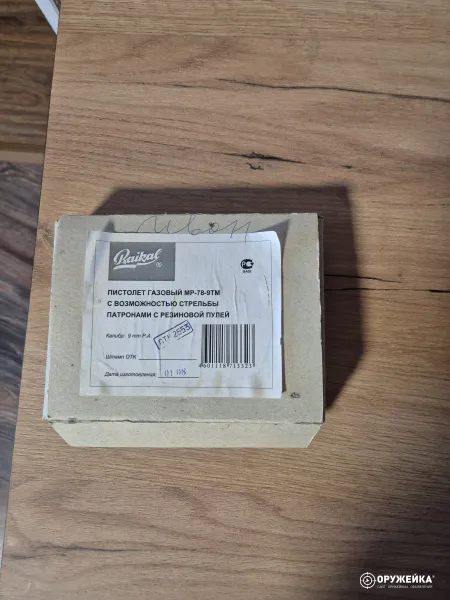 Baikal ®
ПИСТОЛЕТ ГАЗОВЫЙ МР-78-9ТМ
С ВОЗМОЖНОСТЬЮ СТРЕЛЬБЫ
ПАТРОНАМИ С РЕЗИНОВОЙ ПУЛЕЙ
Калибр: 9 mm P.A.
ОТК 2553
Штамп ОТК
Дата изготовления
ОРУЖЕЙКА